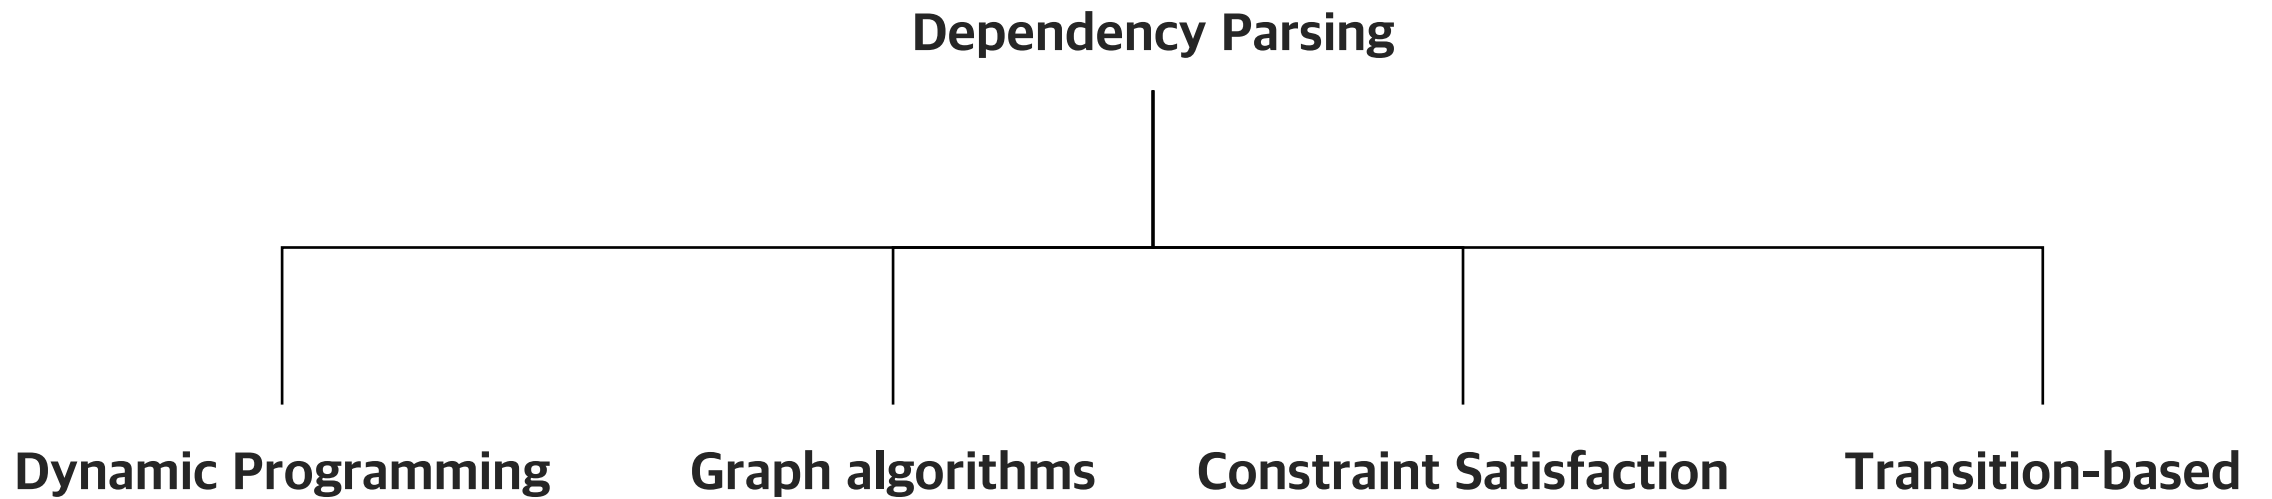 Dependency Parsing
Dynamic Programming
Graph algorithms
Constraint Satisfaction
Transition-based